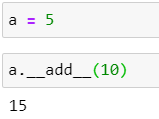 a = 5
a.__add__(10)
15